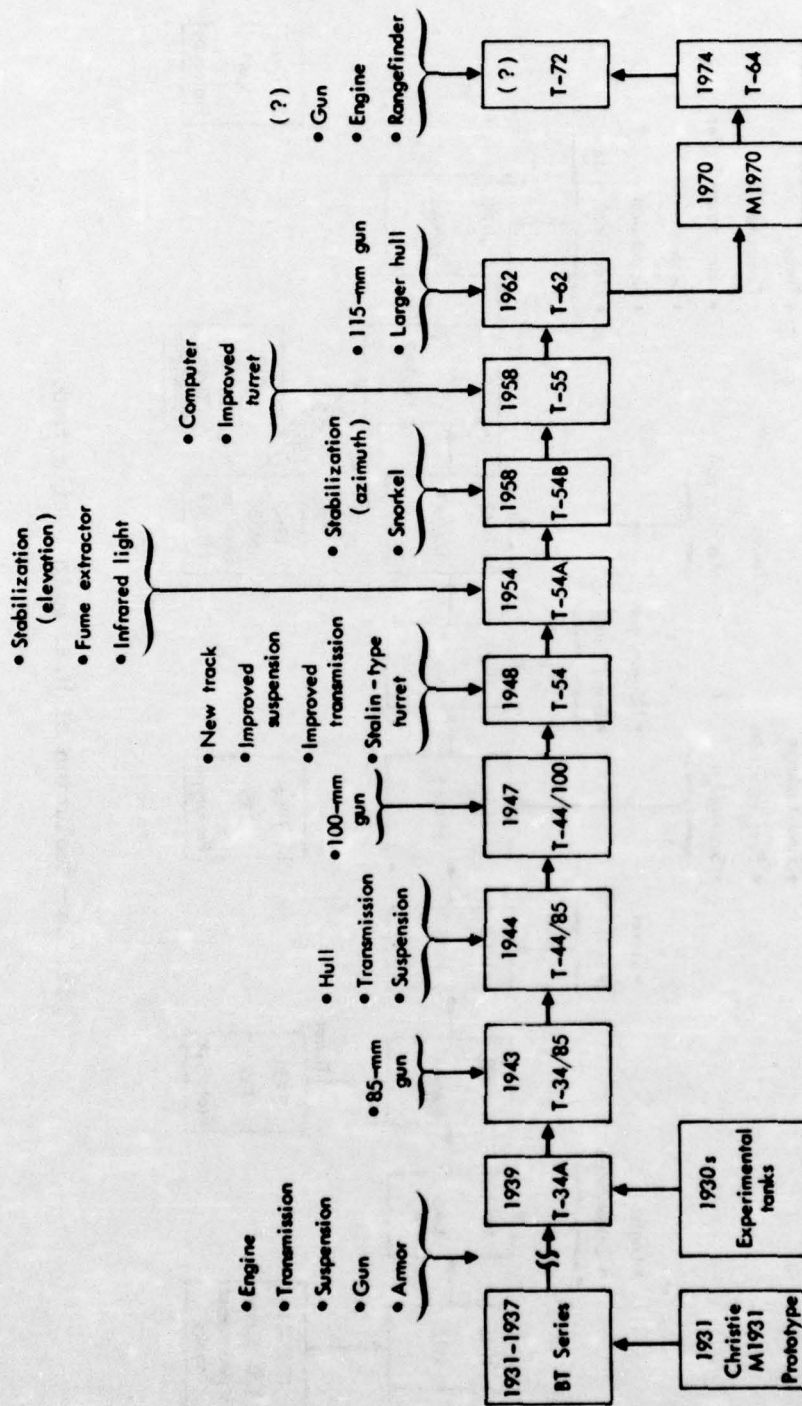 • Engine
• Transmission
• Suspension
• Gun
• Armor
1931-1937
BT Series
1931
Christie
M1931
Prototype
1939
T-34A
1930s
Experimental
tanks
• 85-mm
gun
1943
T-34/85
• Hull
• Transmission
• Suspension
1944
T-44/85
• 100-mm
gun
1947
T-44/100
• New track
• Improved
suspension
• Improved
transmission
• Stalin-type
turret
1948
T-54
• Stabilization
(elevation)
• Fume extractor
• Infrared light
1954
T-54A
• Stabilization
(azimuth)
• Snorkel
1958
T-54B
• Computer
• Improved
turret
1958
T-55
• 115-mm gun
• Larger hull
1962
T-62
1970
M1970
1974
T-64
(?)
• Gun
• Engine
• Rangefinder
(?)
T-72